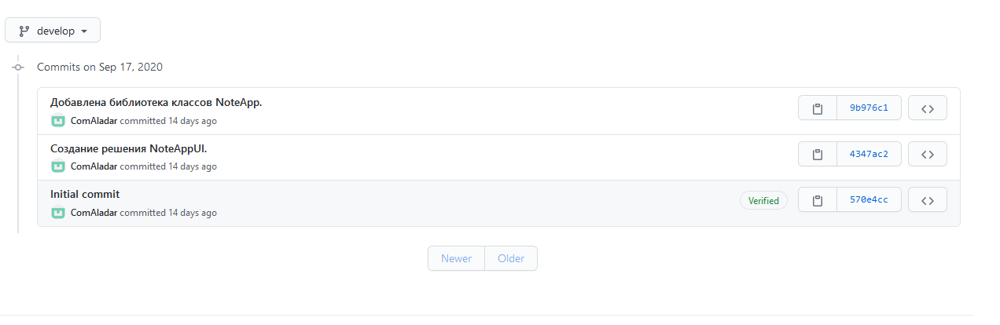 develop
Commits on Sep 17, 2020
Добавлена библиотека классов NoteApp.
ComAladar committed 14 days ago
9b976c1
Создание решения NoteAppUI.
ComAladar committed 14 days ago
4347ac2
Initial commit
ComAladar committed 14 days ago
Verified
570e4cc
Newer
Older